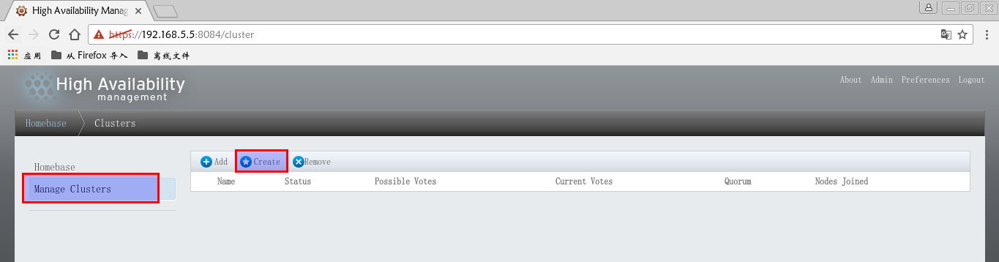 High Availability Manag
https://192.168.5.5:8084/cluster
应用 从 Firefox 导入 离线文件
High Availability
management
About Admin Preferences Logout
Homebase Clusters
Homebase
Manage Clusters
Add Create Remove
Name Status Possible Votes Current Votes Quorum Nodes Joined